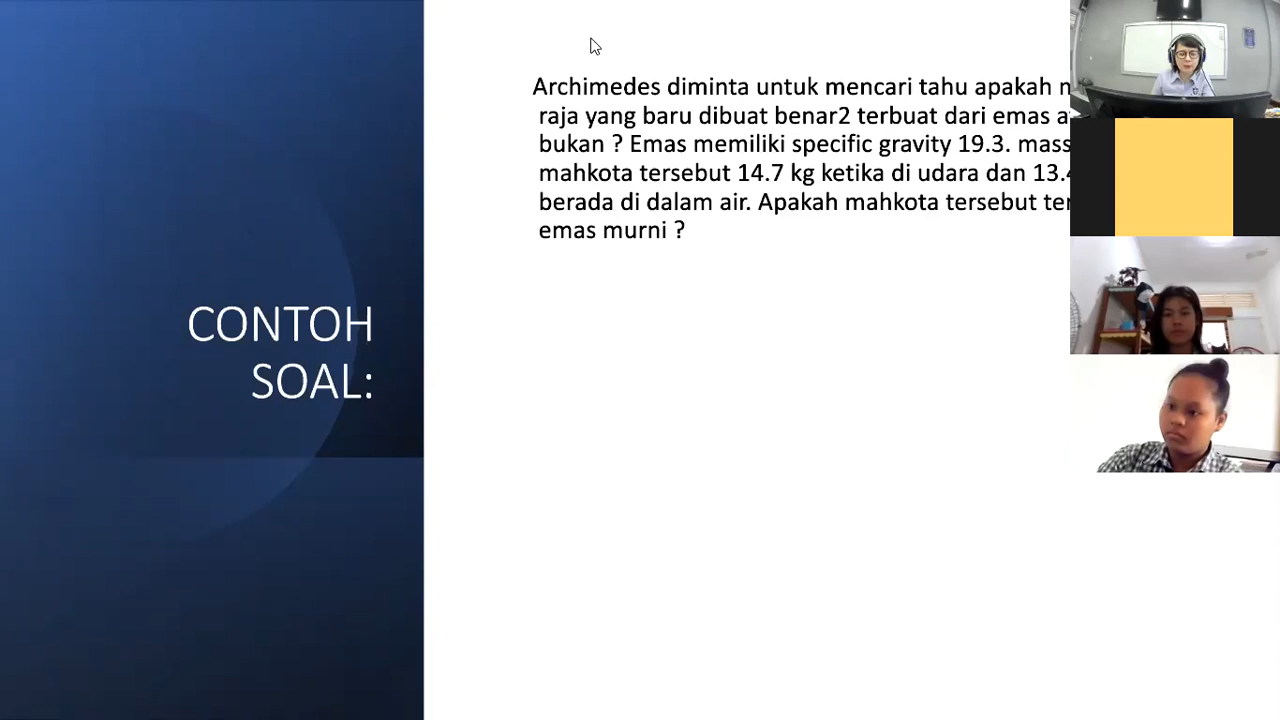 CONTOH
SOAL:
Archimedes diminta untuk mencari tahu apakah
raja yang baru dibuat benar2 terbuat dari emas
bukan ? Emas memiliki specific gravity 19.3.
mahkota tersebut 14.7 kg ketika di udara dan
berada di dalam air. Apakah mahkota tersebut
emas murni ?